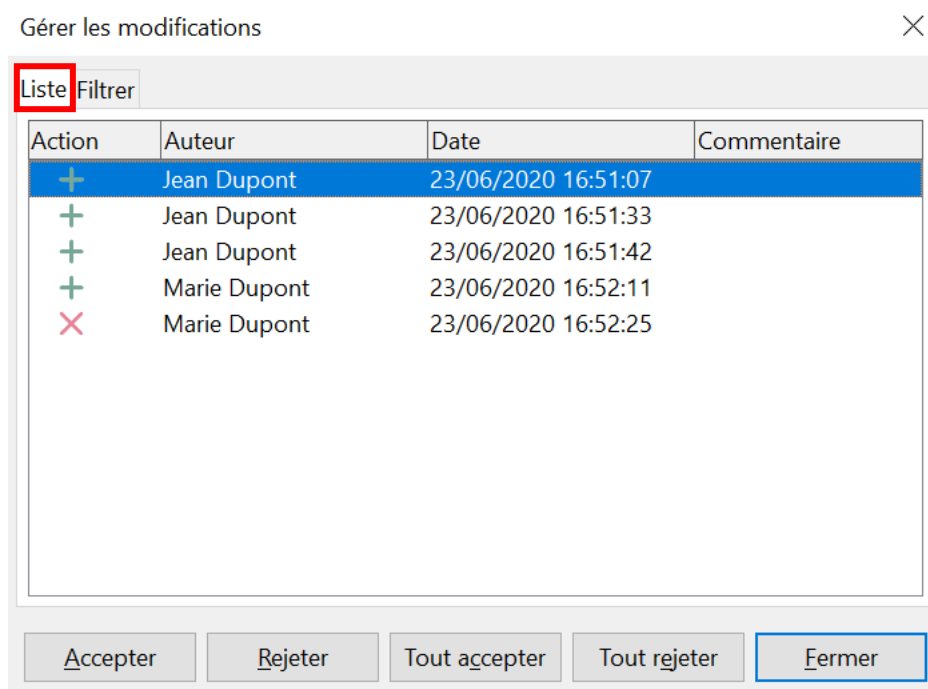 Gérer les modifications
Liste Filtrer
Action Auteur Date Commentaire
Jean Dupont 23/06/2020 16:51:07
Jean Dupont 23/06/2020 16:51:33
Jean Dupont 23/06/2020 16:51:42
Marie Dupont 23/06/2020 16:52:11
Marie Dupont 23/06/2020 16:52:25
Accepter Rejeter Tout accepter Tout rejeter Fermer